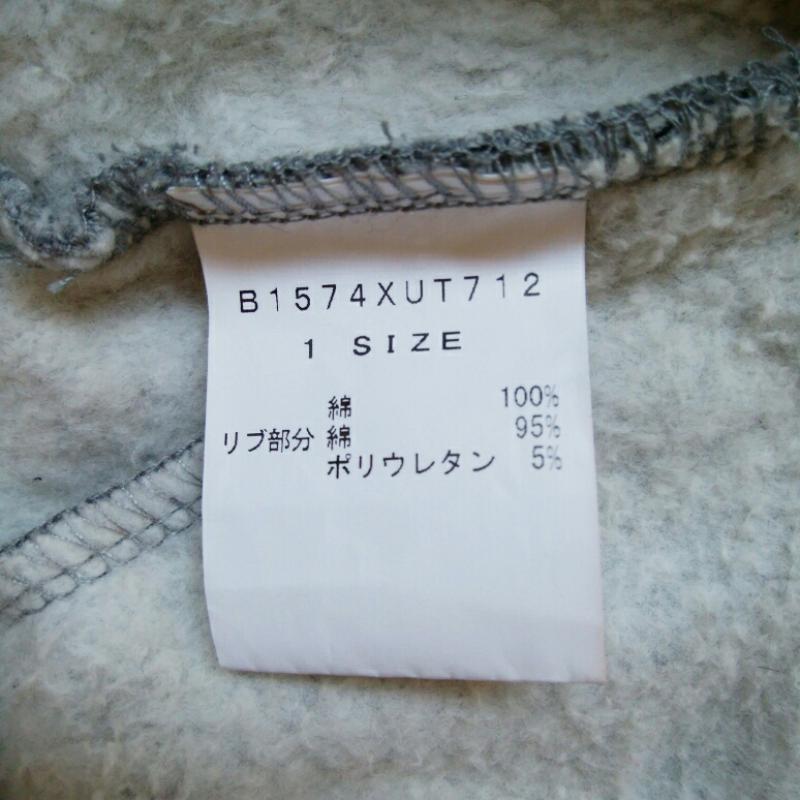 B1574XUT712
1 SIZE
綿 100%
リブ部分 綿 95%
ポリウレタン 5%